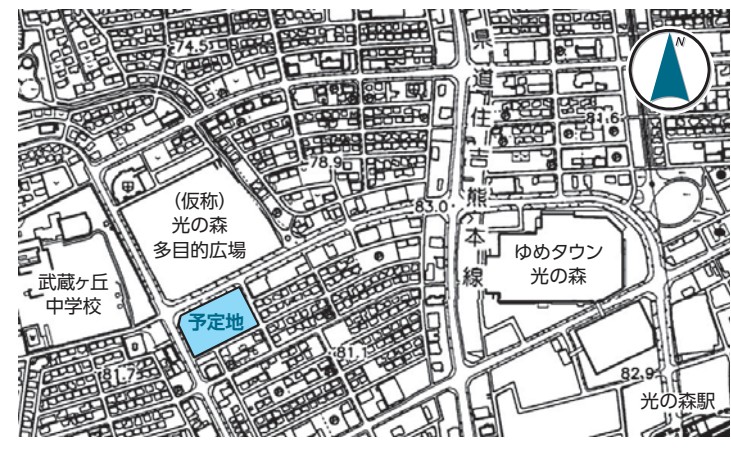 N
74.5
県道住吉熊本線
81.6
78.9
(仮称)
光の森
多目的広場
83.0
ゆめタウン
光の森
武蔵ヶ丘
中学校
予定地
81.1
81.7
82.9
光の森駅